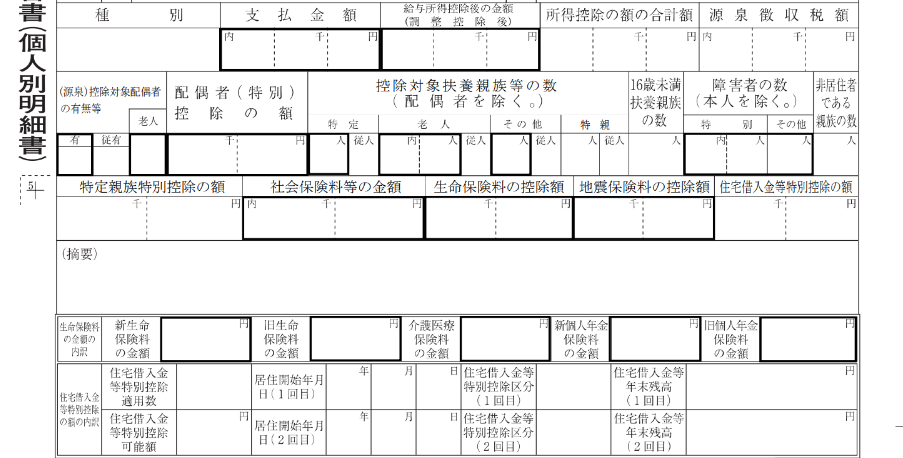 書(個人別明細書)
5
種 別
支 払 金 額
給与所得控除後の金額
(調 整 控 除 後)
所得控除の額の合計額
源 泉 徴 収 税 額
内 千 円
千 円
千 円
内 千 円
(源泉)控除対象配偶者
の有無等
老人
配偶者(特別)
控 除 の 額
控除対象扶養親族等の数
(配偶者を除く。)
特 定
老 人
その他
特 親
16歳未満
扶養親族
の数
障害者の数
(本人を除く。)
特 別
その他
非居住者
である
親族の数
有 従有
千 円
人 従人
内 人 従人
人 従人
人 従人
人
内 人
人
人
特定親族特別控除の額
社会保険料等の金額
生命保険料の控除額
地震保険料の控除額
住宅借入金等特別控除の額
千 円
内 千 円
千 円
千 円
千 円
(摘要)
生命保険料
の金額の
内訳
新生命
保険料
の金額
円
旧生命
保険料
の金額
円
介護医療
保険料
の金額
円
新個人年金
保険料
の金額
円
旧個人年金
保険料
の金額
円
住宅借入金
等特別控除
の額の内訳
住宅借入金
等特別控除
適用数
居住開始年月
日(1回目)
年 月 日
住宅借入金等
特別控除区分
(1回目)
住宅借入金等
年末残高
(1回目)
円
住宅借入金
等特別控除
可能額
円
居住開始年月
日(2回目)
年 月 日
住宅借入金等
特別控除区分
(2回目)
住宅借入金等
年末残高
(2回目)
円